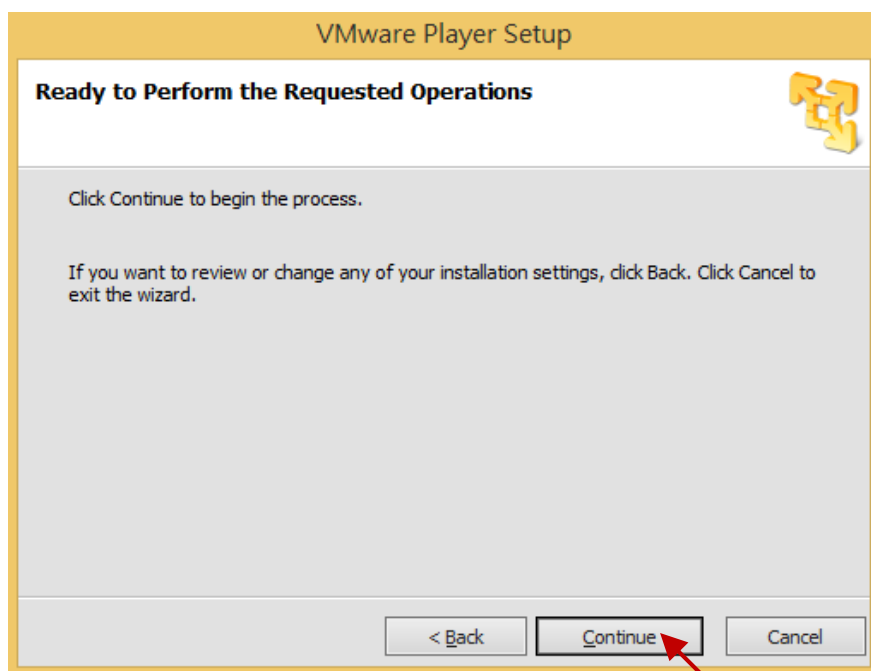 VMware Player Setup
Ready to Perform the Requested Operations
Click Continue to begin the process.
If you want to review or change any of your installation settings, click Back. Click Cancel to
exit the wizard.
< Back
Continue
Cancel